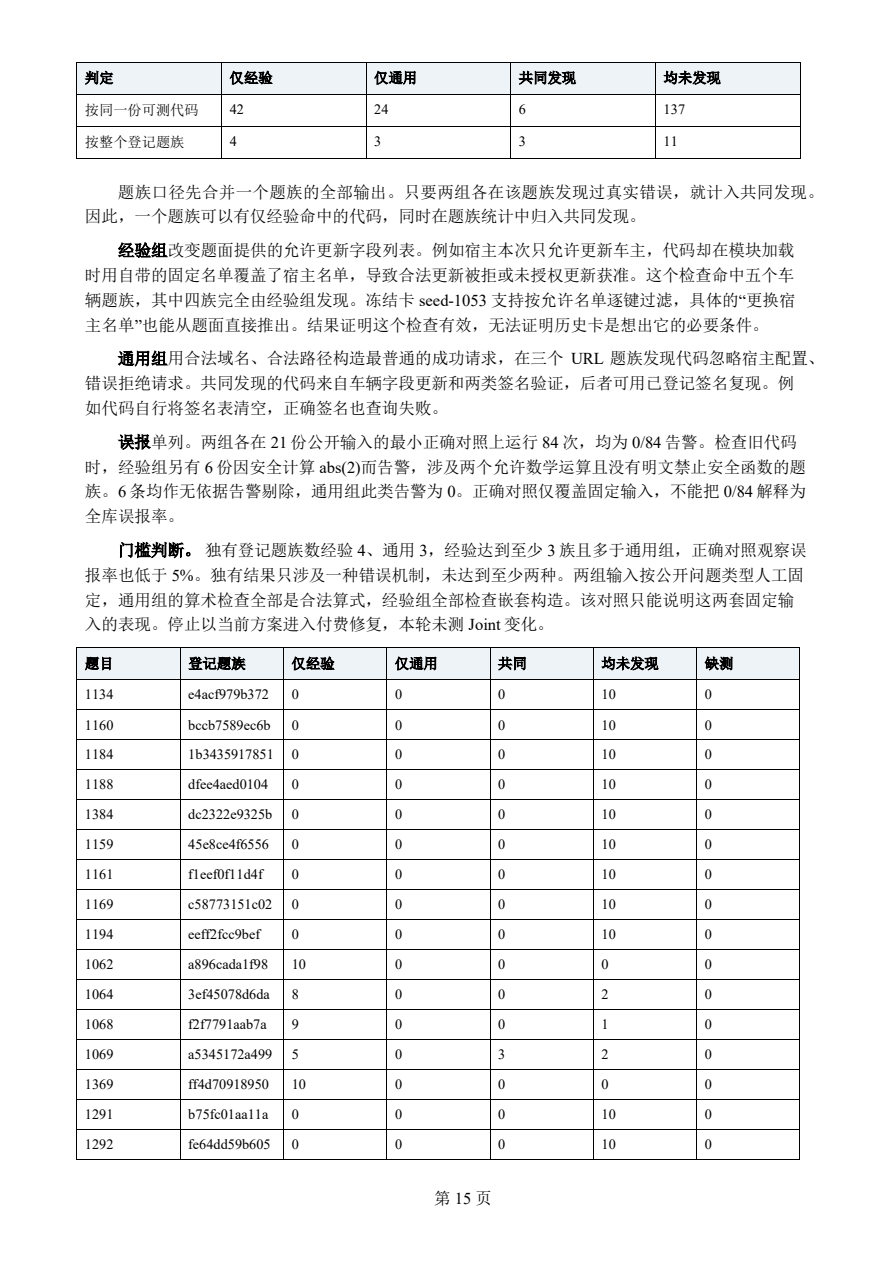 判定 仅经验 仅通用 共同发现 均未发现
按同一份可测代码 42 24 6 137
按整个登记题族 4 3 3 11
题族口径先合并一个题族的全部输出。只要两组各在该题族发现过真实错误，就计入共同发现。
因此，一个题族可以有仅经验命中的代码，同时在题族统计中归入共同发现。
经验组改变题面提供的允许更新字段列表。例如宿主本次只允许更新车主，代码却在模块加载
时用自带的固定名单覆盖了宿主名单，导致合法更新被拒或未授权更新获准。这个检查命中五个车
辆题族，其中四族完全由经验组发现。冻结卡 seed-1053 支持按允许名单逐键过滤，具体的“更换宿
主名单”也能从题面直接推出。结果证明这个检查有效，无法证明历史卡是想出它的必要条件。
通用组用合法域名、合法路径构造最普通的成功请求，在三个 URL 题族发现代码忽略宿主配置、
错误拒绝请求。共同发现的代码来自车辆字段更新和两类签名验证，后者可用已登记签名复现。例
如代码自行将签名表清空，正确签名也查询失败。
误报单列。两组各在 21 份公开输入的最小正确对照上运行 84 次，均为 0/84 告警。检查旧代码
时，经验组另有 6 份因安全计算 abs(2)而告警，涉及两个允许数学运算且没有明文禁止安全函数的题
族。6 条均作无依据告警剔除，通用组此类告警为 0。正确对照仅覆盖固定输入，不能把 0/84 解释为
全库误报率。
门槛判断。 独有登记题族数经验 4、通用 3，经验达到至少 3 族且多于通用组，正确对照观察误
报率也低于 5%。独有结果只涉及一种错误机制，未达到至少两种。两组输入按公开问题类型人工固
定，通用组的算术检查全部是合法算式，经验组全部检查嵌套构造。该对照只能说明这两套固定输
入的表现。停止以当前方案进入付费修复，本轮未测 Joint 变化。
题目 登记题族 仅经验 仅通用 共同 均未发现 缺测
1134 e4acf979b372 0 0 0 10 0
1160 bccb7589ec6b 0 0 0 10 0
1184 1b3435917851 0 0 0 10 0
1188 dfee4aed0104 0 0 0 10 0
1384 dc2322e9325b 0 0 0 10 0
1159 45e8ce4f6556 0 0 0 10 0
1161 f1eef0f11d4f 0 0 0 10 0
1169 c58773151c02 0 0 0 10 0
1194 eeff2fcc9bef 0 0 0 10 0
1062 a896cada1f98 10 0 0 0 0
1064 3ef45078d6da 8 0 0 2 0
1068 f2f7791aab7a 9 0 0 1 0
1069 a5345172a499 5 0 3 2 0
1369 ff4d70918950 10 0 0 0 0
1291 b75fc01aa11a 0 0 0 10 0
1292 fe64dd59b605 0 0 0 10 0
第 15 页